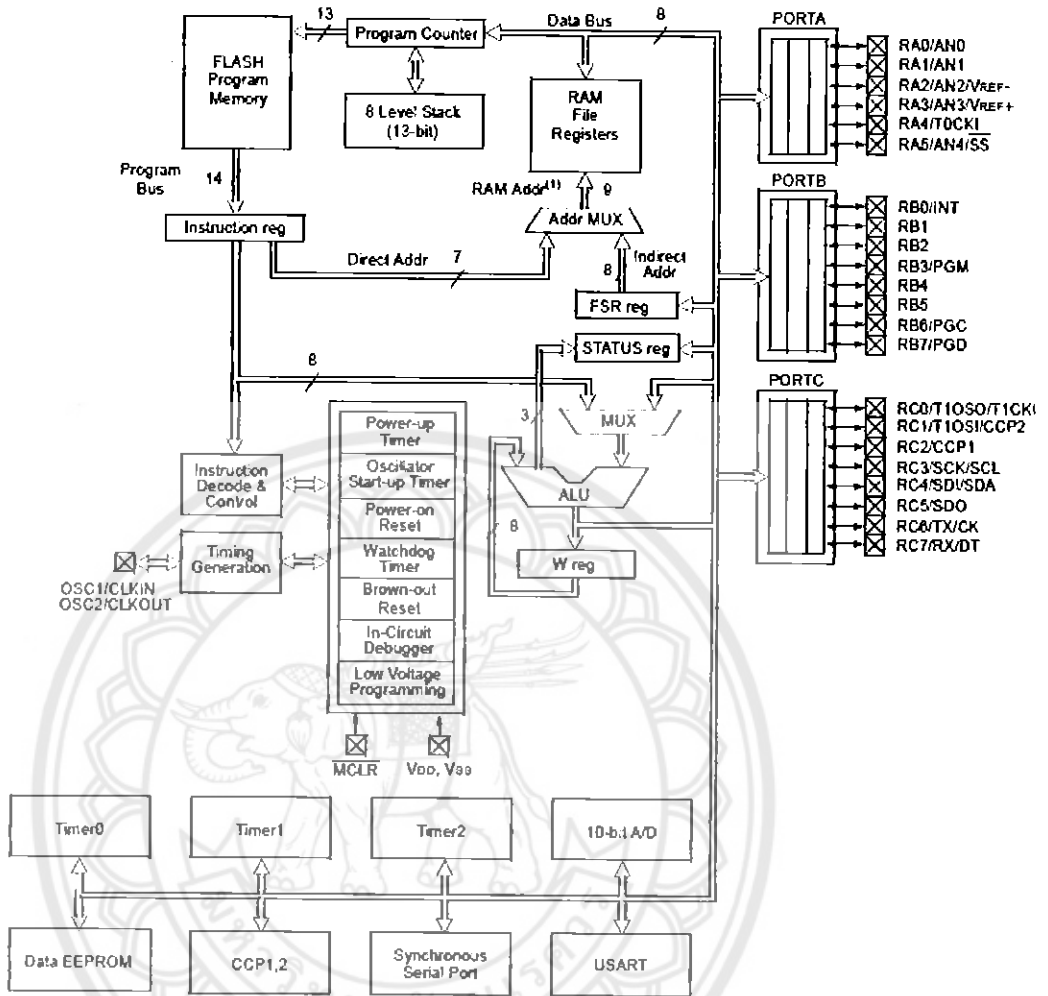 13
Program Counter
Data Bus
8
PORTA
FLASH
Program
Memory
8 Level Stack
(13-bit)
RAM
File
Registers
RA0/AN0
RA1/AN1
RA2/AN2/VREF-
RA3/AN3/VREF+
RA4/T0CKI
RA5/AN4/SS
Program
Bus
14
RAM Addr(1)
9
PORTB
Instruction reg
Addr MUX
Direct Addr
7
8
Indirect
Addr
FSR reg
STATUS reg
RB0/INT
RB1
RB2
RB3/PGM
RB4
RB5
RB6/PGC
RB7/PGD
8
PORTC
3
MUX
Power-up
Timer
Oscillator
Start-up Timer
Power-on
Reset
Watchdog
Timer
Brown-out
Reset
In-Circuit
Debugger
Low Voltage
Programming
Instruction
Decode &
Control
Timing
Generation
OSC1/CLKIN
OSC2/CLKOUT
ALU
8
W reg
RC0/T1OSO/T1CKI
RC1/T1OSI/CCP2
RC2/CCP1
RC3/SCK/SCL
RC4/SDI/SDA
RC5/SDO
RC6/TX/CK
RC7/RX/DT
MCLR
VDD, VSS
Timer0
Timer1
Timer2
10-bit A/D
Data EEPROM
CCP1,2
Synchronous
Serial Port
USART